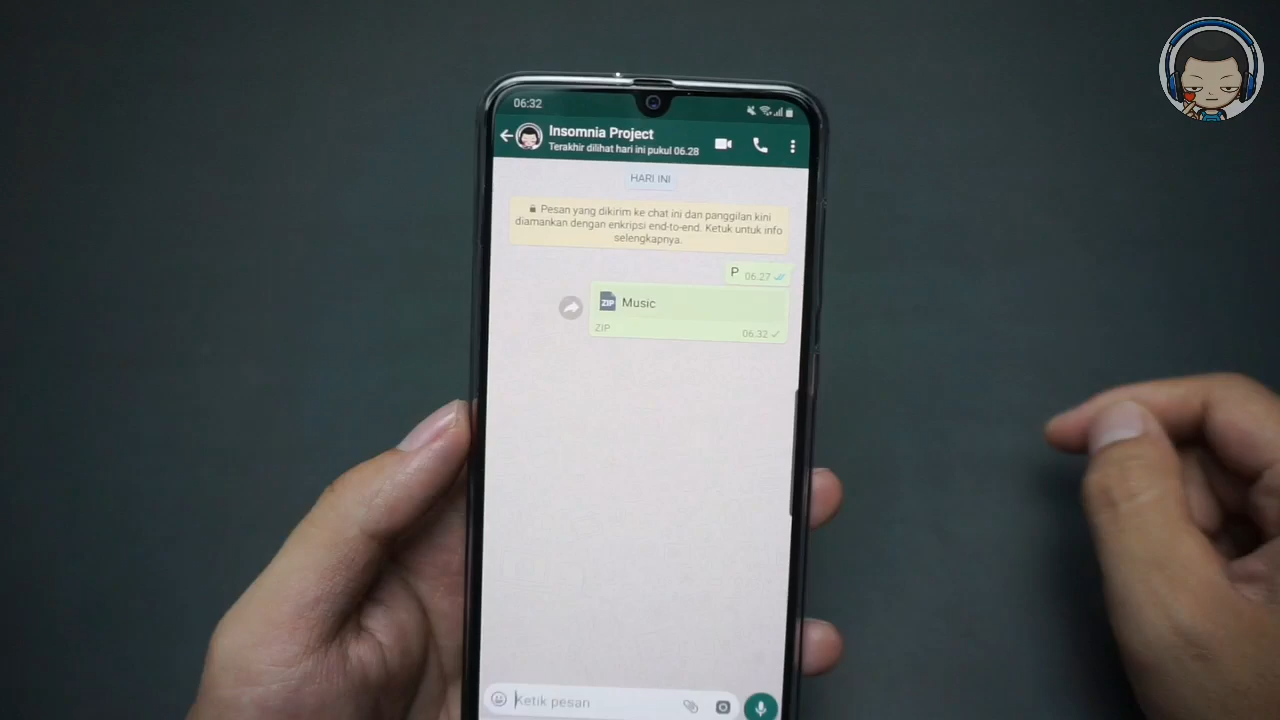 06:32
Insomnia Project
Terakhir dilihat hari ini pukul 06.28
HARI INI
Pesan yang dikirim ke chat ini dan panggilan kini
diamankan dengan enkripsi end-to-end. Ketuk untuk info
selengkapnya.
P 06.27
ZIP Music
ZIP 06.32
Ketik pesan